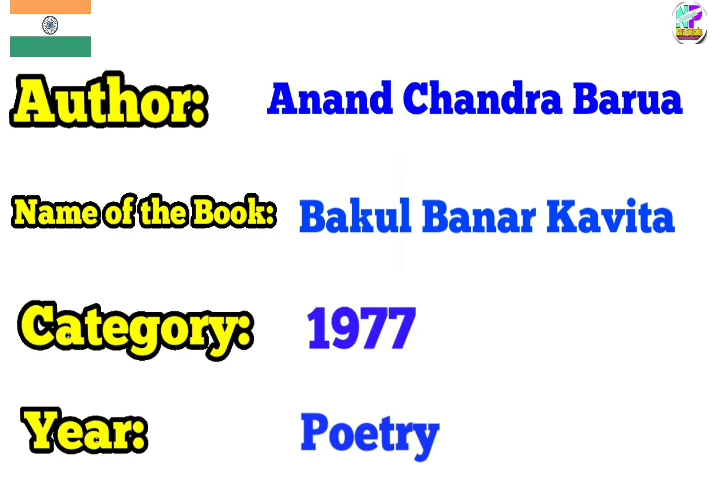 Author: Anand Chandra Barua
Name of the Book: Bakul Banar Kavita
Category: 1977
Year: Poetry